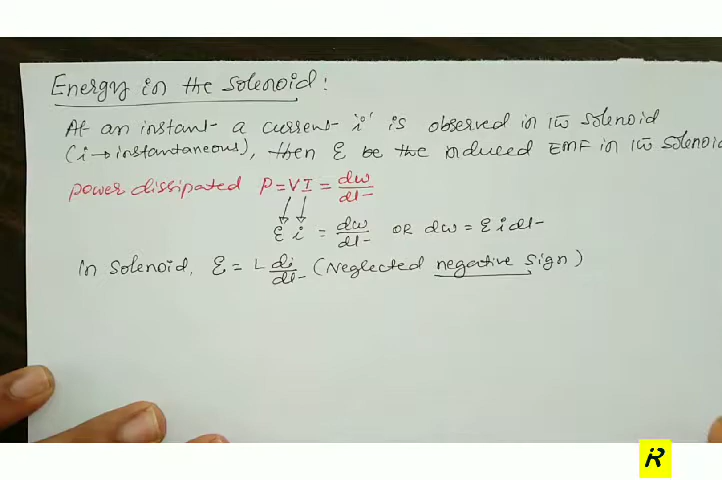 Energy in the solenoid :
At an instant a current 'i' is observed in the solenoid
(i → instantaneous), then ε be the induced EMF in the solenoid
power dissipated P = VI = dw/dt
ε i = dw/dt OR dw = ε i dt
In solenoid, ε = L di/dt (Neglected negative sign)
iR